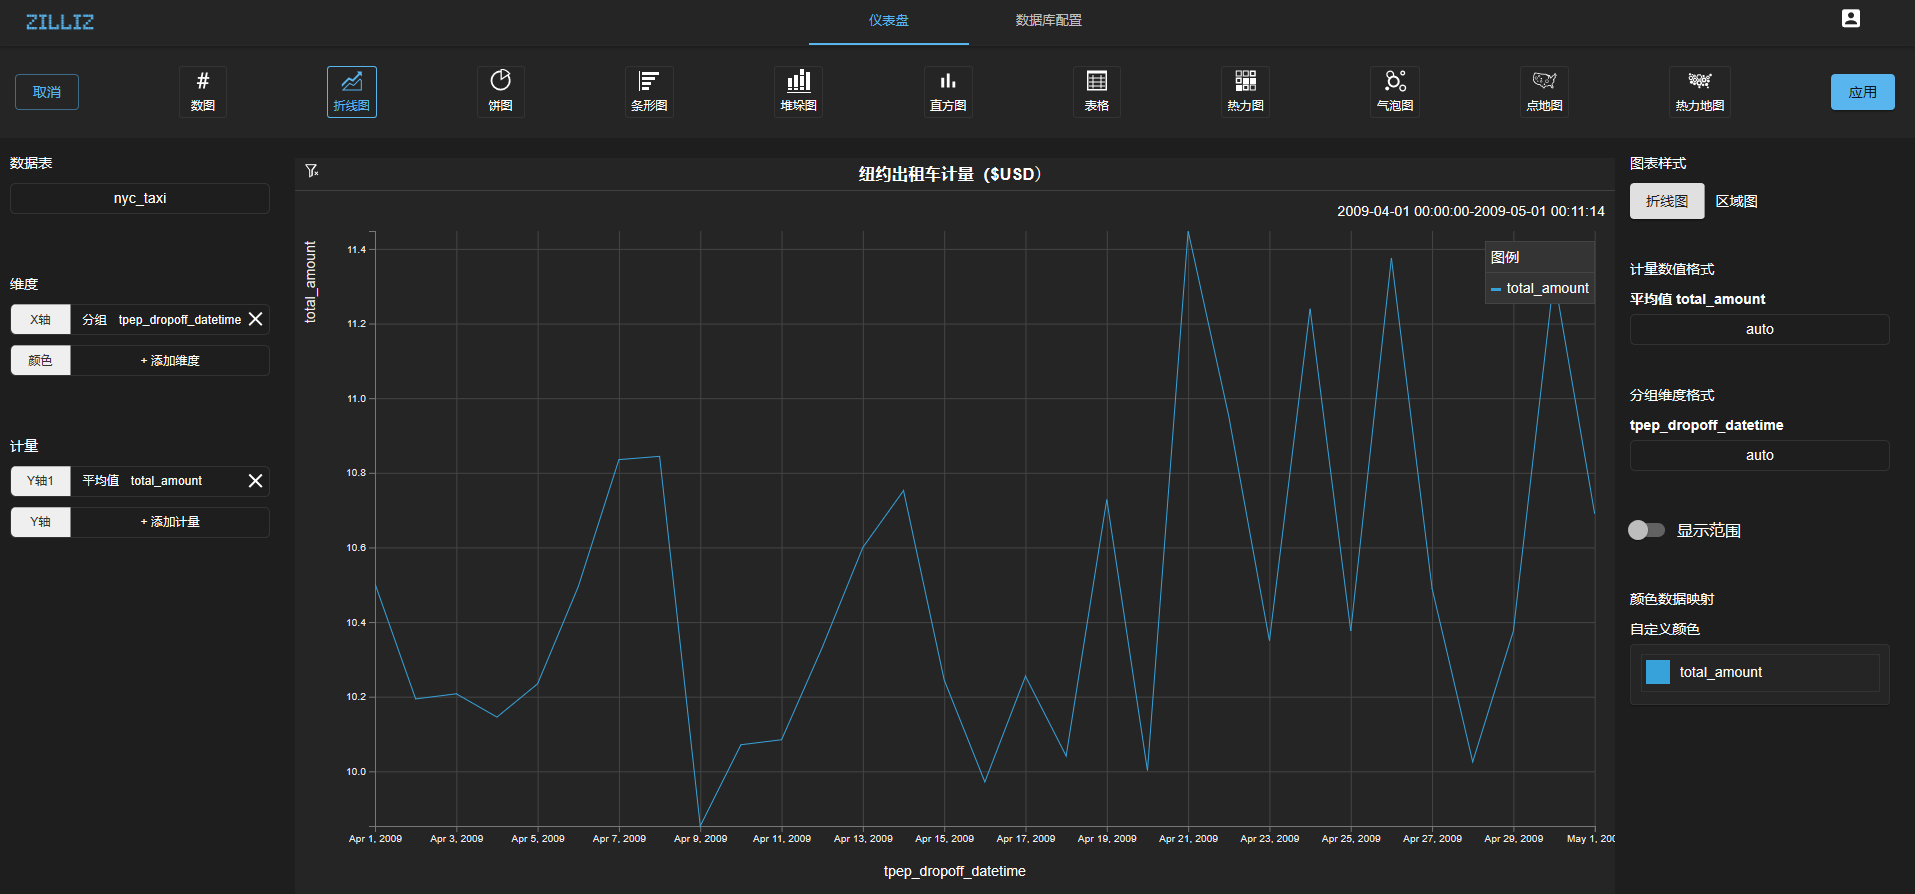 ZILLIZ
仪表盘
数据库配置
取消
数图
折线图
饼图
条形图
堆垛图
直方图
表格
热力图
气泡图
点地图
热力地图
应用
数据表
nyc_taxi
维度
X轴 分组 tpep_dropoff_datetime
颜色 + 添加维度
计量
Y轴1 平均值 total_amount
Y轴 + 添加计量
纽约出租车计量（$USD）
2009-04-01 00:00:00-2009-05-01 00:11:14
total_amount
图例
total_amount
11.4
11.2
11.0
10.8
10.6
10.4
10.2
10.0
Apr 1, 2009 Apr 3, 2009 Apr 5, 2009 Apr 7, 2009 Apr 9, 2009 Apr 11, 2009 Apr 13, 2009 Apr 15, 2009 Apr 17, 2009 Apr 19, 2009 Apr 21, 2009 Apr 23, 2009 Apr 25, 2009 Apr 27, 2009 Apr 29, 2009 May 1, 200
tpep_dropoff_datetime
图表样式
折线图 区域图
计量数值格式
平均值 total_amount
auto
分组维度格式
tpep_dropoff_datetime
auto
显示范围
颜色数据映射
自定义颜色
total_amount